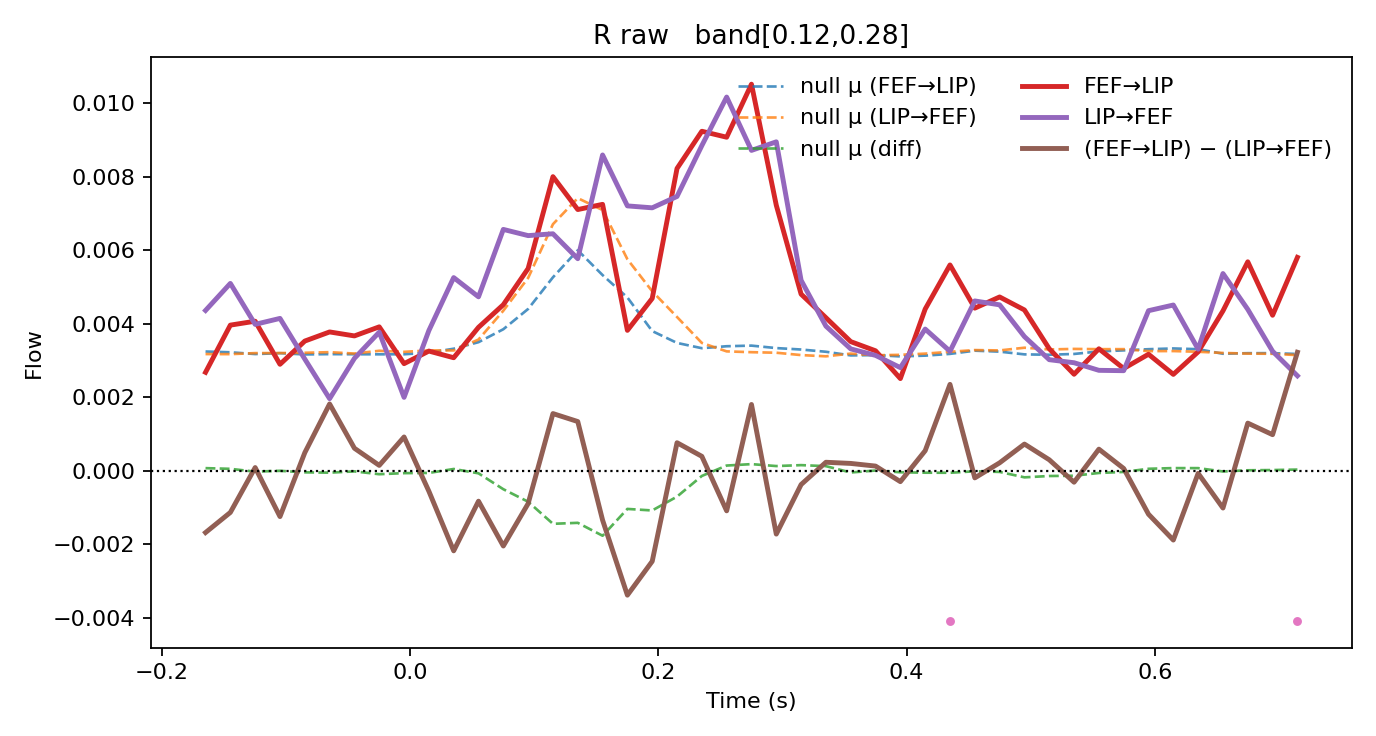 R raw   band[0.12,0.28]
null μ (FEF→LIP)
null μ (LIP→FEF)
null μ (diff)
FEF→LIP
LIP→FEF
(FEF→LIP) − (LIP→FEF)
Flow
0.010
0.008
0.006
0.004
0.002
0.000
−0.002
−0.004
−0.2
0.0
0.2
0.4
0.6
Time (s)